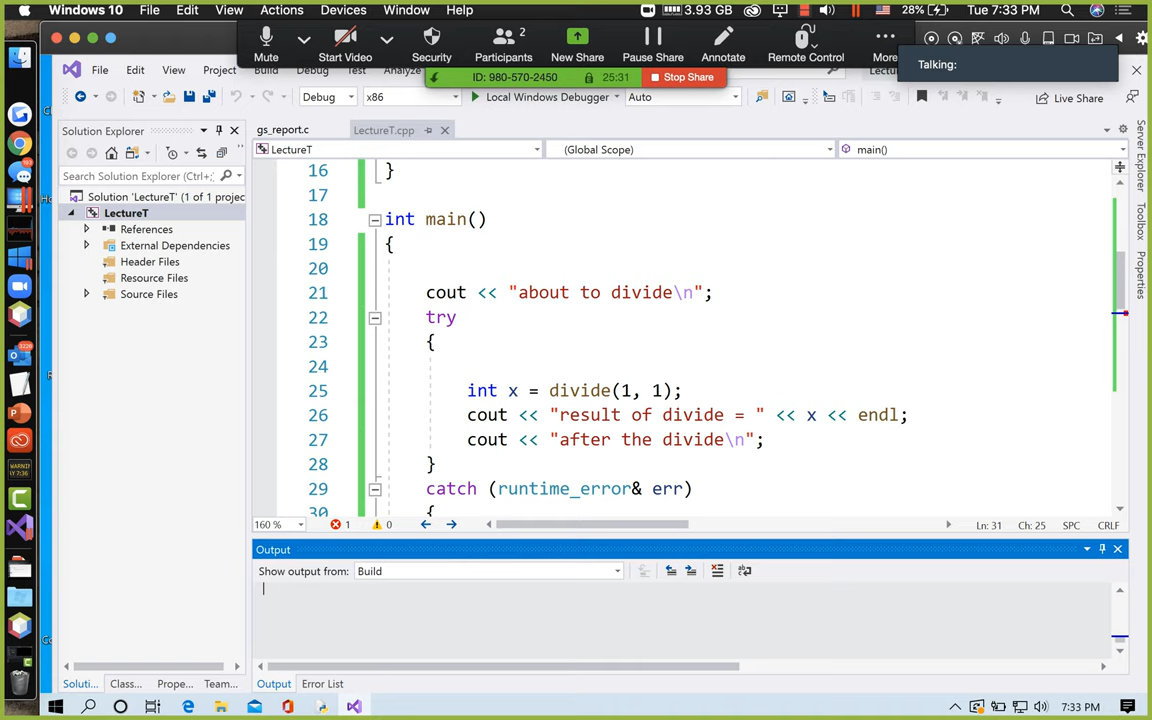 Windows 10 File Edit View Actions Devices Window Help 3.93 GB 28% Tue 7:33 PM
Mute Start Video Security Participants 2 New Share Pause Share Annotate Remote Control More
Talking:
ID: 980-570-2450 25:31 Stop Share
File Edit View Project Build Debug Test Analyze
Debug x86 Local Windows Debugger Auto Live Share
Solution Explorer
Search Solution Explorer (Ctrl+;
Solution 'LectureT' (1 of 1 projec
LectureT
References
External Dependencies
Header Files
Resource Files
Source Files
gs_report.c LectureT.cpp
LectureT (Global Scope) main()
16 }
17
18 int main()
19 {
20
21 cout << "about to divide\n";
22 try
23 {
24
25 int x = divide(1, 1);
26 cout << "result of divide = " << x << endl;
27 cout << "after the divide\n";
28 }
29 catch (runtime_error& err)
30 {
160 % 1 0 Ln: 31 Ch: 25 SPC CRLF
Output
Show output from: Build
Server Explorer
Toolbox
Properties
Soluti... Class... Prope... Team... Output Error List
7:33 PM